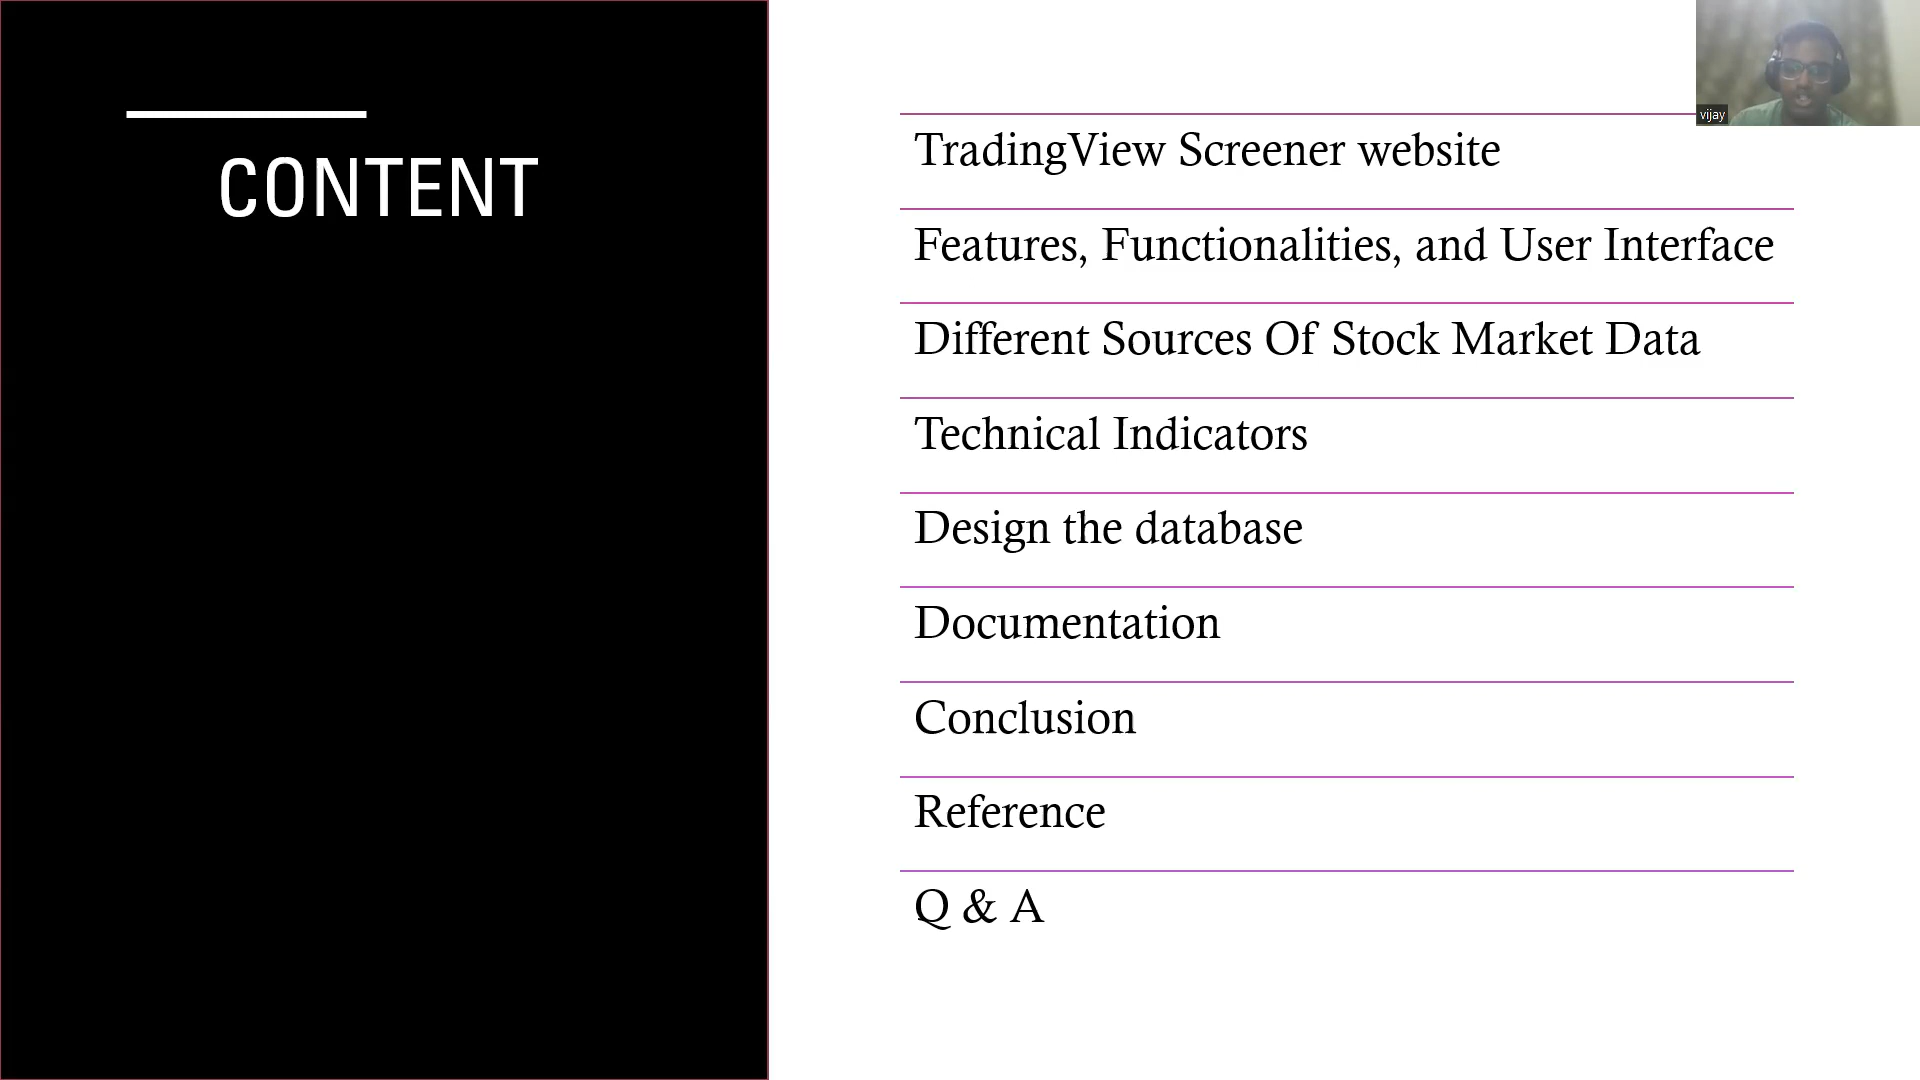 CONTENT
TradingView Screener website
Features, Functionalities, and User Interface
Different Sources Of Stock Market Data
Technical Indicators
Design the database
Documentation
Conclusion
Reference
Q & A
vijay